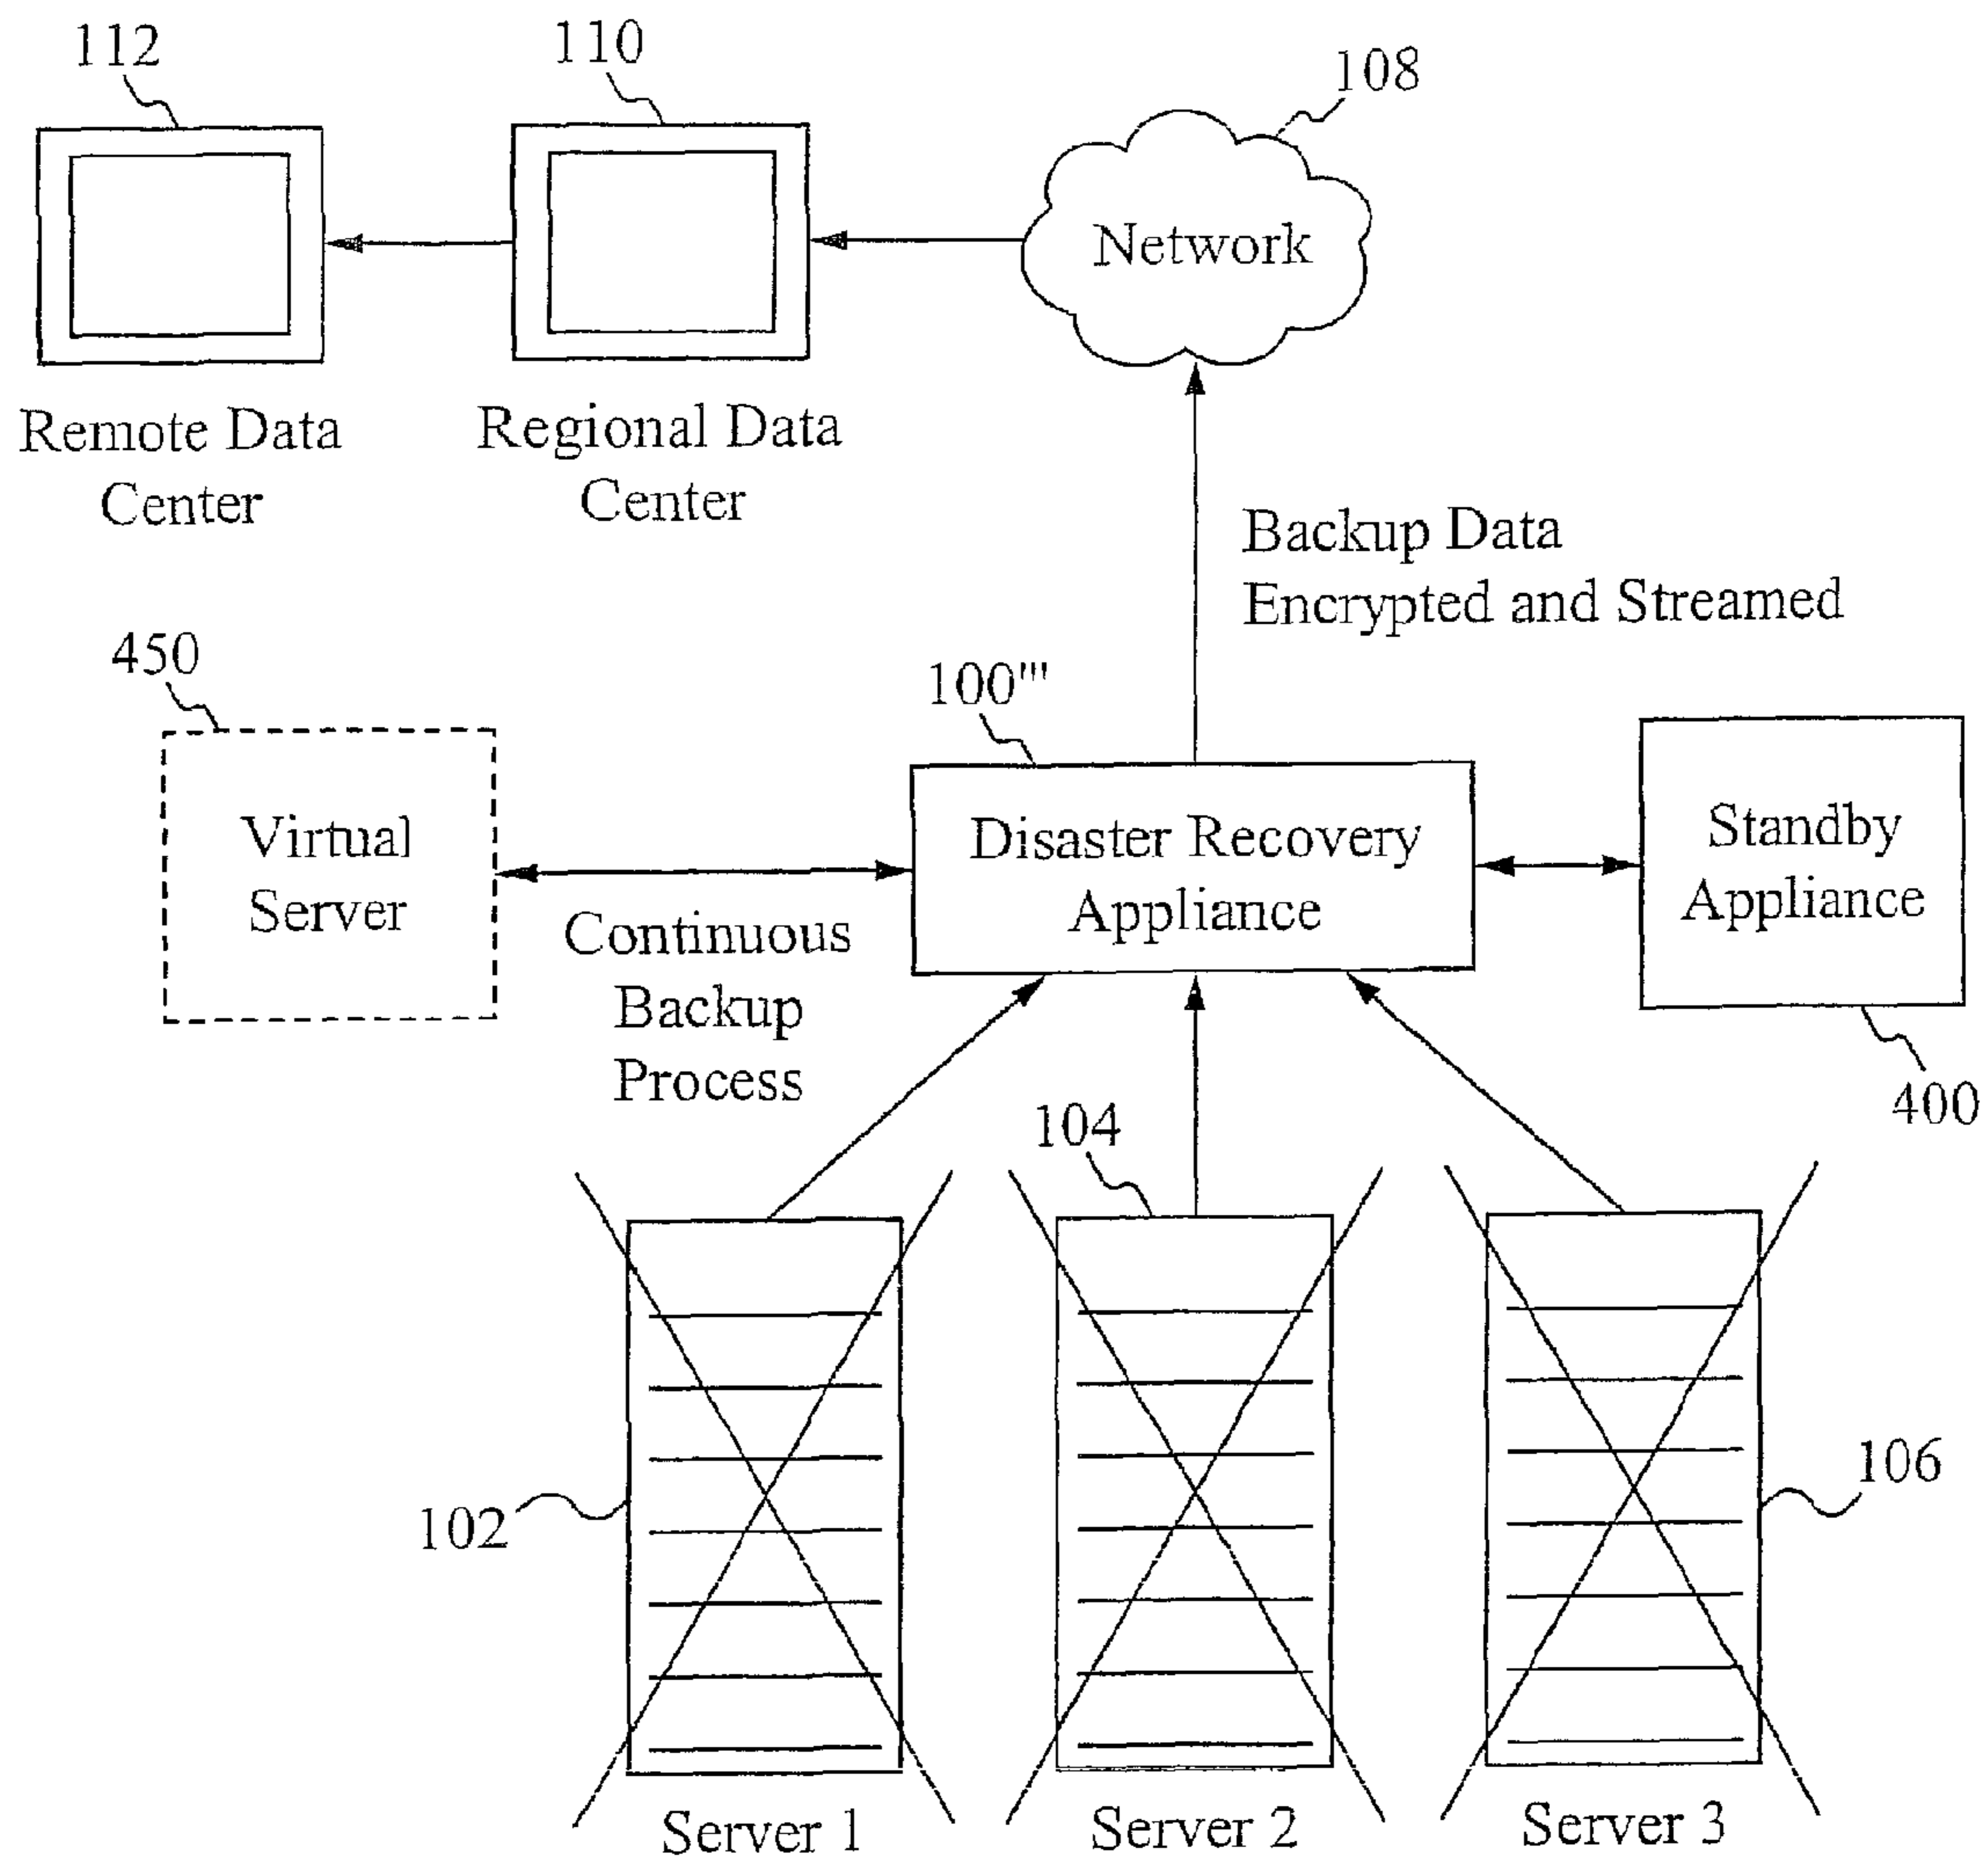 112
110
108
Network
Remote Data
Center
Regional Data
Center
Backup Data
Encrypted and Streamed
450
100'''
Virtual
Server
Disaster Recovery
Appliance
Standby
Appliance
Continuous
Backup
Process
400
104
102
106
Server 1
Server 2
Server 3